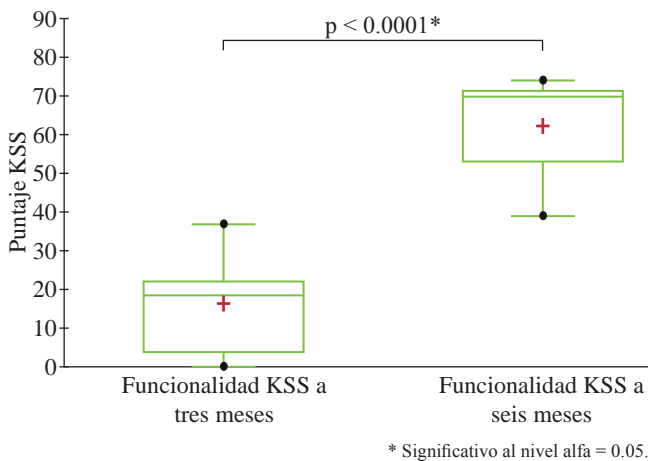 p < 0.0001*
Puntaje KSS
90
80
70
60
50
40
30
20
10
0
Funcionalidad KSS a
tres meses
Funcionalidad KSS a
seis meses
* Significativo al nivel alfa = 0.05.